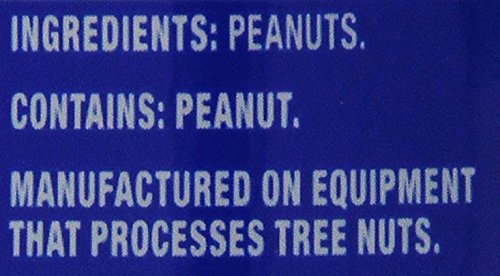 INGREDIENTS: PEANUTS.
CONTAINS: PEANUT.
MANUFACTURED ON EQUIPMENT
THAT PROCESSES TREE NUTS.